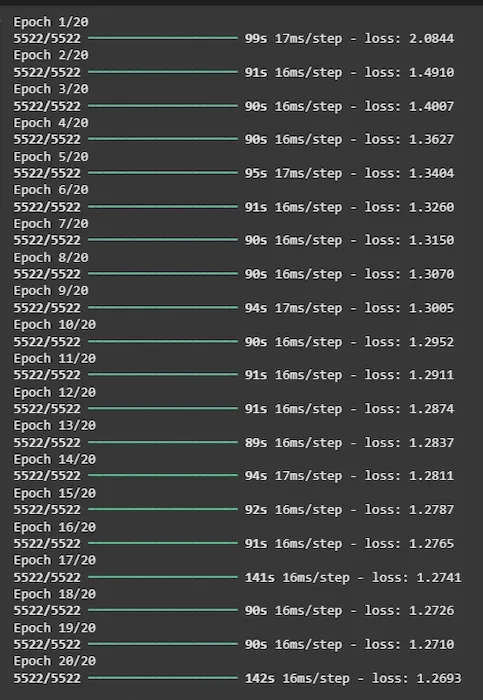 Epoch 1/20
5522/5522 ━━━━━━━━━━━━━━━━━━━━ 99s 17ms/step - loss: 2.0844
Epoch 2/20
5522/5522 ━━━━━━━━━━━━━━━━━━━━ 91s 16ms/step - loss: 1.4910
Epoch 3/20
5522/5522 ━━━━━━━━━━━━━━━━━━━━ 90s 16ms/step - loss: 1.4007
Epoch 4/20
5522/5522 ━━━━━━━━━━━━━━━━━━━━ 90s 16ms/step - loss: 1.3627
Epoch 5/20
5522/5522 ━━━━━━━━━━━━━━━━━━━━ 95s 17ms/step - loss: 1.3404
Epoch 6/20
5522/5522 ━━━━━━━━━━━━━━━━━━━━ 91s 16ms/step - loss: 1.3260
Epoch 7/20
5522/5522 ━━━━━━━━━━━━━━━━━━━━ 90s 16ms/step - loss: 1.3150
Epoch 8/20
5522/5522 ━━━━━━━━━━━━━━━━━━━━ 90s 16ms/step - loss: 1.3070
Epoch 9/20
5522/5522 ━━━━━━━━━━━━━━━━━━━━ 94s 17ms/step - loss: 1.3005
Epoch 10/20
5522/5522 ━━━━━━━━━━━━━━━━━━━━ 90s 16ms/step - loss: 1.2952
Epoch 11/20
5522/5522 ━━━━━━━━━━━━━━━━━━━━ 91s 16ms/step - loss: 1.2911
Epoch 12/20
5522/5522 ━━━━━━━━━━━━━━━━━━━━ 91s 16ms/step - loss: 1.2874
Epoch 13/20
5522/5522 ━━━━━━━━━━━━━━━━━━━━ 89s 16ms/step - loss: 1.2837
Epoch 14/20
5522/5522 ━━━━━━━━━━━━━━━━━━━━ 94s 17ms/step - loss: 1.2811
Epoch 15/20
5522/5522 ━━━━━━━━━━━━━━━━━━━━ 92s 16ms/step - loss: 1.2787
Epoch 16/20
5522/5522 ━━━━━━━━━━━━━━━━━━━━ 91s 16ms/step - loss: 1.2765
Epoch 17/20
5522/5522 ━━━━━━━━━━━━━━━━━━━━ 141s 16ms/step - loss: 1.2741
Epoch 18/20
5522/5522 ━━━━━━━━━━━━━━━━━━━━ 90s 16ms/step - loss: 1.2726
Epoch 19/20
5522/5522 ━━━━━━━━━━━━━━━━━━━━ 90s 16ms/step - loss: 1.2710
Epoch 20/20
5522/5522 ━━━━━━━━━━━━━━━━━━━━ 142s 16ms/step - loss: 1.2693